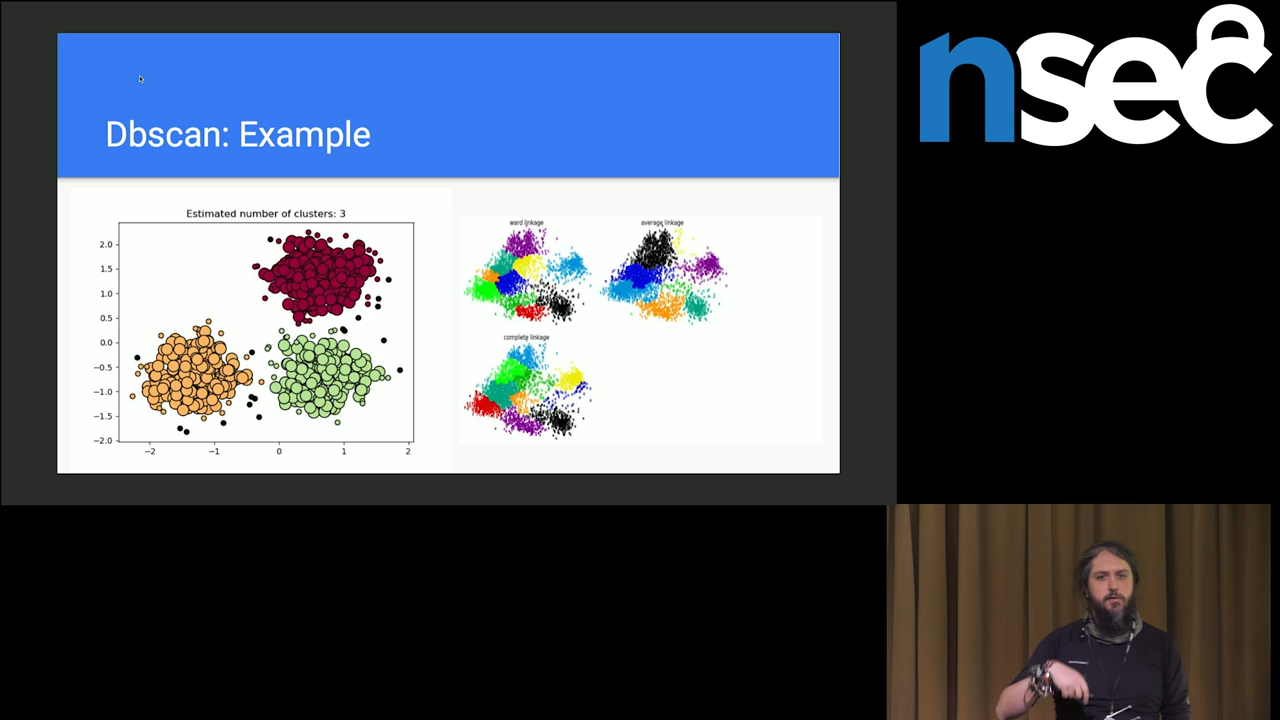 nsec
Dbscan: Example
Estimated number of clusters: 3
2.0
1.5
1.0
0.5
0.0
−0.5
−1.0
−1.5
−2.0
−2
−1
0
1
2
ward linkage
average linkage
complete linkage